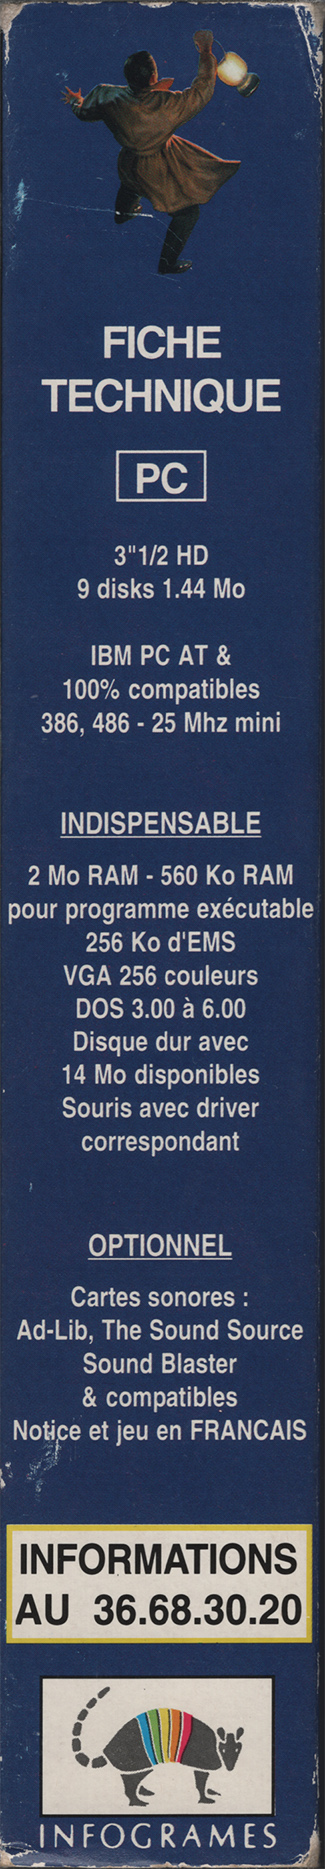 FICHE
TECHNIQUE
PC
3"1/2 HD
9 disks 1.44 Mo
IBM PC AT &
100% compatibles
386, 486 - 25 Mhz mini
INDISPENSABLE
2 Mo RAM - 560 Ko RAM
pour programme exécutable
256 Ko d'EMS
VGA 256 couleurs
DOS 3.00 à 6.00
Disque dur avec
14 Mo disponibles
Souris avec driver
correspondant
OPTIONNEL
Cartes sonores :
Ad-Lib, The Sound Source
Sound Blaster
& compatibles
Notice et jeu en FRANCAIS
INFORMATIONS
AU 36.68.30.20
INFOGRAMES